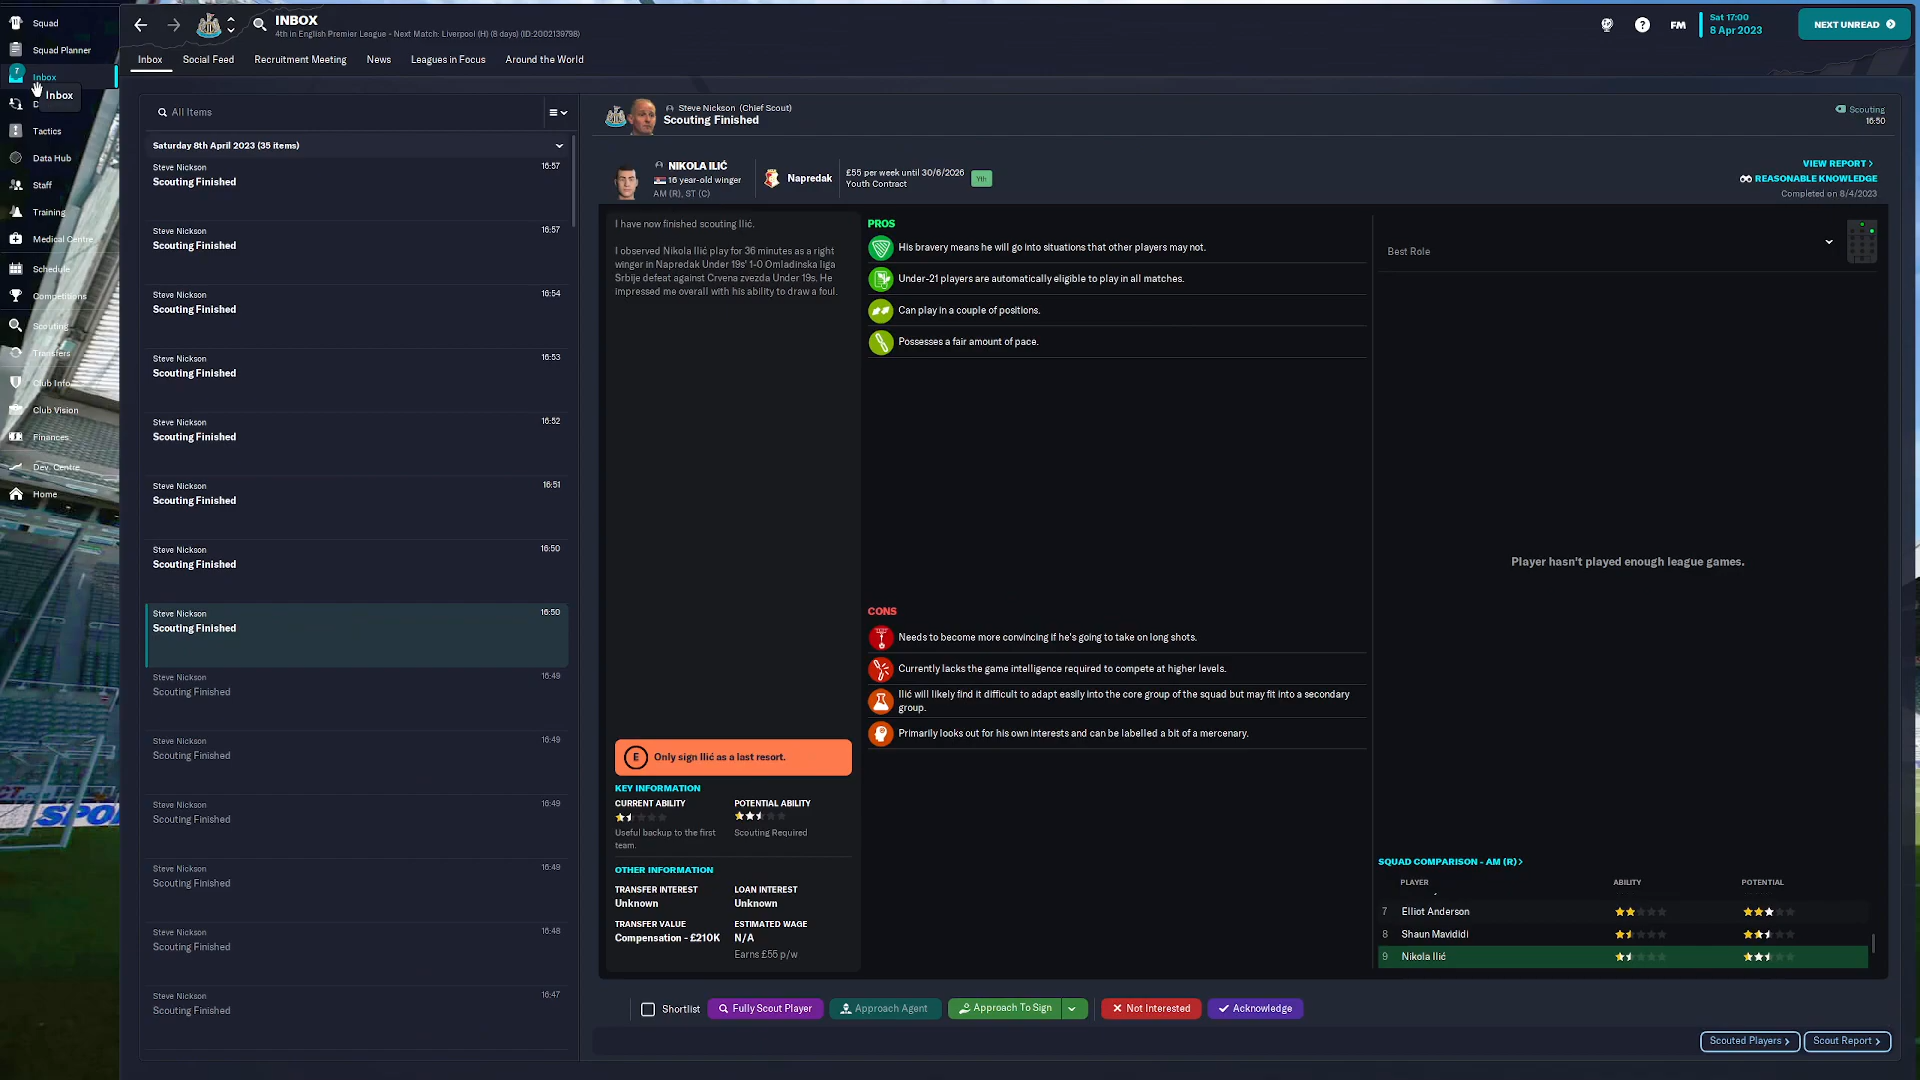 Squad
Squad Planner
7
Inbox
Inbox
D
Tactics
Data Hub
Staff
Training
Medical Centre
Schedule
Competitions
Scouting
Transfers
Club Info
Club Vision
Finances
Dev. Centre
Home
INBOX
4th in English Premier League - Next Match: Liverpool (H) (8 days) (ID:2002139798)
FM
Sat 17:00
8 Apr 2023
NEXT UNREAD
Inbox
Social Feed
Recruitment Meeting
News
Leagues in Focus
Around the World
All Items
Saturday 8th April 2023 (35 items)
Steve Nickson 16:57
Scouting Finished
Steve Nickson 16:57
Scouting Finished
Steve Nickson 16:54
Scouting Finished
Steve Nickson 16:53
Scouting Finished
Steve Nickson 16:52
Scouting Finished
Steve Nickson 16:51
Scouting Finished
Steve Nickson 16:50
Scouting Finished
Steve Nickson 16:50
Scouting Finished
Steve Nickson 16:49
Scouting Finished
Steve Nickson 16:49
Scouting Finished
Steve Nickson 16:49
Scouting Finished
Steve Nickson 16:49
Scouting Finished
Steve Nickson 16:48
Scouting Finished
Steve Nickson 16:47
Scouting Finished
Steve Nickson (Chief Scout)
Scouting Finished
Scouting
16:50
NIKOLA ILIĆ
16 year-old winger
AM (R), ST (C)
Napredak
£55 per week until 30/6/2026
Youth Contract
Yth
VIEW REPORT >
REASONABLE KNOWLEDGE
Completed on 8/4/2023
I have now finished scouting Ilić.
I observed Nikola Ilić play for 36 minutes as a right
winger in Napredak Under 19s' 1-0 Omladinska liga
Srbije defeat against Crvena zvezda Under 19s. He
impressed me overall with his ability to draw a foul.
E Only sign Ilić as a last resort.
KEY INFORMATION
CURRENT ABILITY
Useful backup to the first
team.
POTENTIAL ABILITY
Scouting Required
OTHER INFORMATION
TRANSFER INTEREST
Unknown
LOAN INTEREST
Unknown
TRANSFER VALUE
Compensation - £210K
ESTIMATED WAGE
N/A
Earns £55 p/w
PROS
His bravery means he will go into situations that other players may not.
Under-21 players are automatically eligible to play in all matches.
Can play in a couple of positions.
Possesses a fair amount of pace.
CONS
Needs to become more convincing if he's going to take on long shots.
Currently lacks the game intelligence required to compete at higher levels.
Ilić will likely find it difficult to adapt easily into the core group of the squad but may fit into a secondary
group.
Primarily looks out for his own interests and can be labelled a bit of a mercenary.
Best Role
Player hasn't played enough league games.
SQUAD COMPARISON - AM (R) >
PLAYER ABILITY POTENTIAL
7 Elliot Anderson
8 Shaun Mavididi
9 Nikola Ilić
Shortlist
Fully Scout Player
Approach Agent
Approach To Sign
Not Interested
Acknowledge
Scouted Players >
Scout Report >